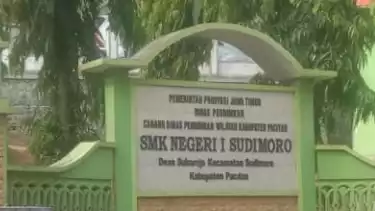 PEMERINTAH PROVINSI JAWA TIMUR
DINAS PENDIDIKAN
CABANG DINAS PENDIDIKAN WILAYAH KABUPATEN PACITAN
SMK NEGERI 1 SUDIMORO
Desa Sukorejo Kecamatan Sudimoro
Kabupaten Pacitan